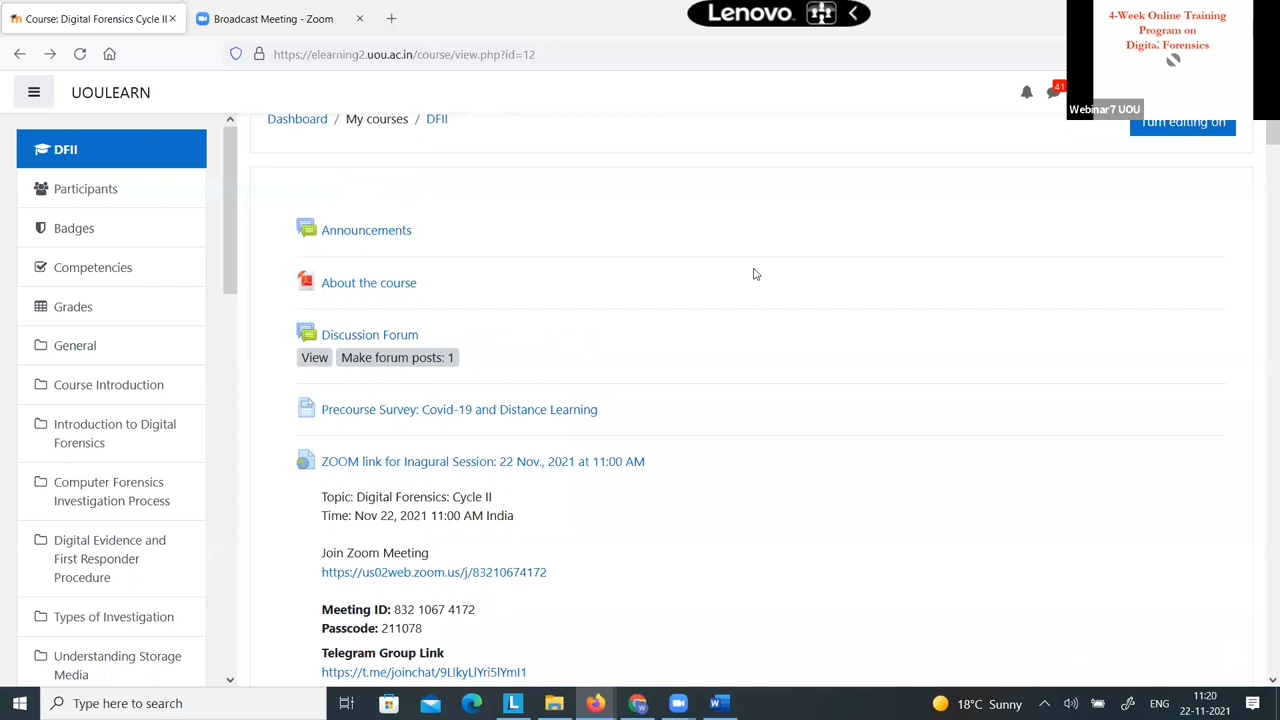 Course: Digital Forensics Cycle II
Broadcast Meeting - Zoom
Lenovo
https://elearning2.uou.ac.in/course/view.php?id=12
4-Week Online Training
Program on
Digital Forensics
Webinar7 UOU
UOULEARN
41
Dashboard / My courses / DFII
Turn editing on
DFII
Participants
Badges
Competencies
Grades
General
Course Introduction
Introduction to Digital
Forensics
Computer Forensics
Investigation Process
Digital Evidence and
First Responder
Procedure
Types of Investigation
Understanding Storage
Media
Announcements
About the course
Discussion Forum
View Make forum posts: 1
Precourse Survey: Covid-19 and Distance Learning
ZOOM link for Inagural Session: 22 Nov., 2021 at 11:00 AM
Topic: Digital Forensics: Cycle II
Time: Nov 22, 2021 11:00 AM India
Join Zoom Meeting
https://us02web.zoom.us/j/83210674172
Meeting ID: 832 1067 4172
Passcode: 211078
Telegram Group Link
Type here to search
18°C Sunny
ENG
11:20
22-11-2021